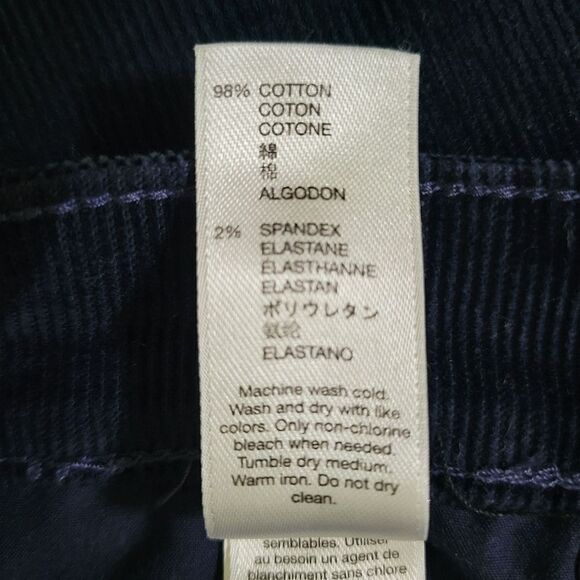 98% COTTON
COTON
COTONE
綿
棉
ALGODON
2% SPANDEX
ELASTANE
ÉLASTHANNE
ELASTAN
ポリウレタン
氨纶
ELASTANO
Machine wash cold.
Wash and dry with like
colors. Only non-chlorine
bleach when needed.
Tumble dry medium.
Warm iron. Do not dry
clean.
semblables. Utiliser
au besoin un agent de
blanchiment sans chlore